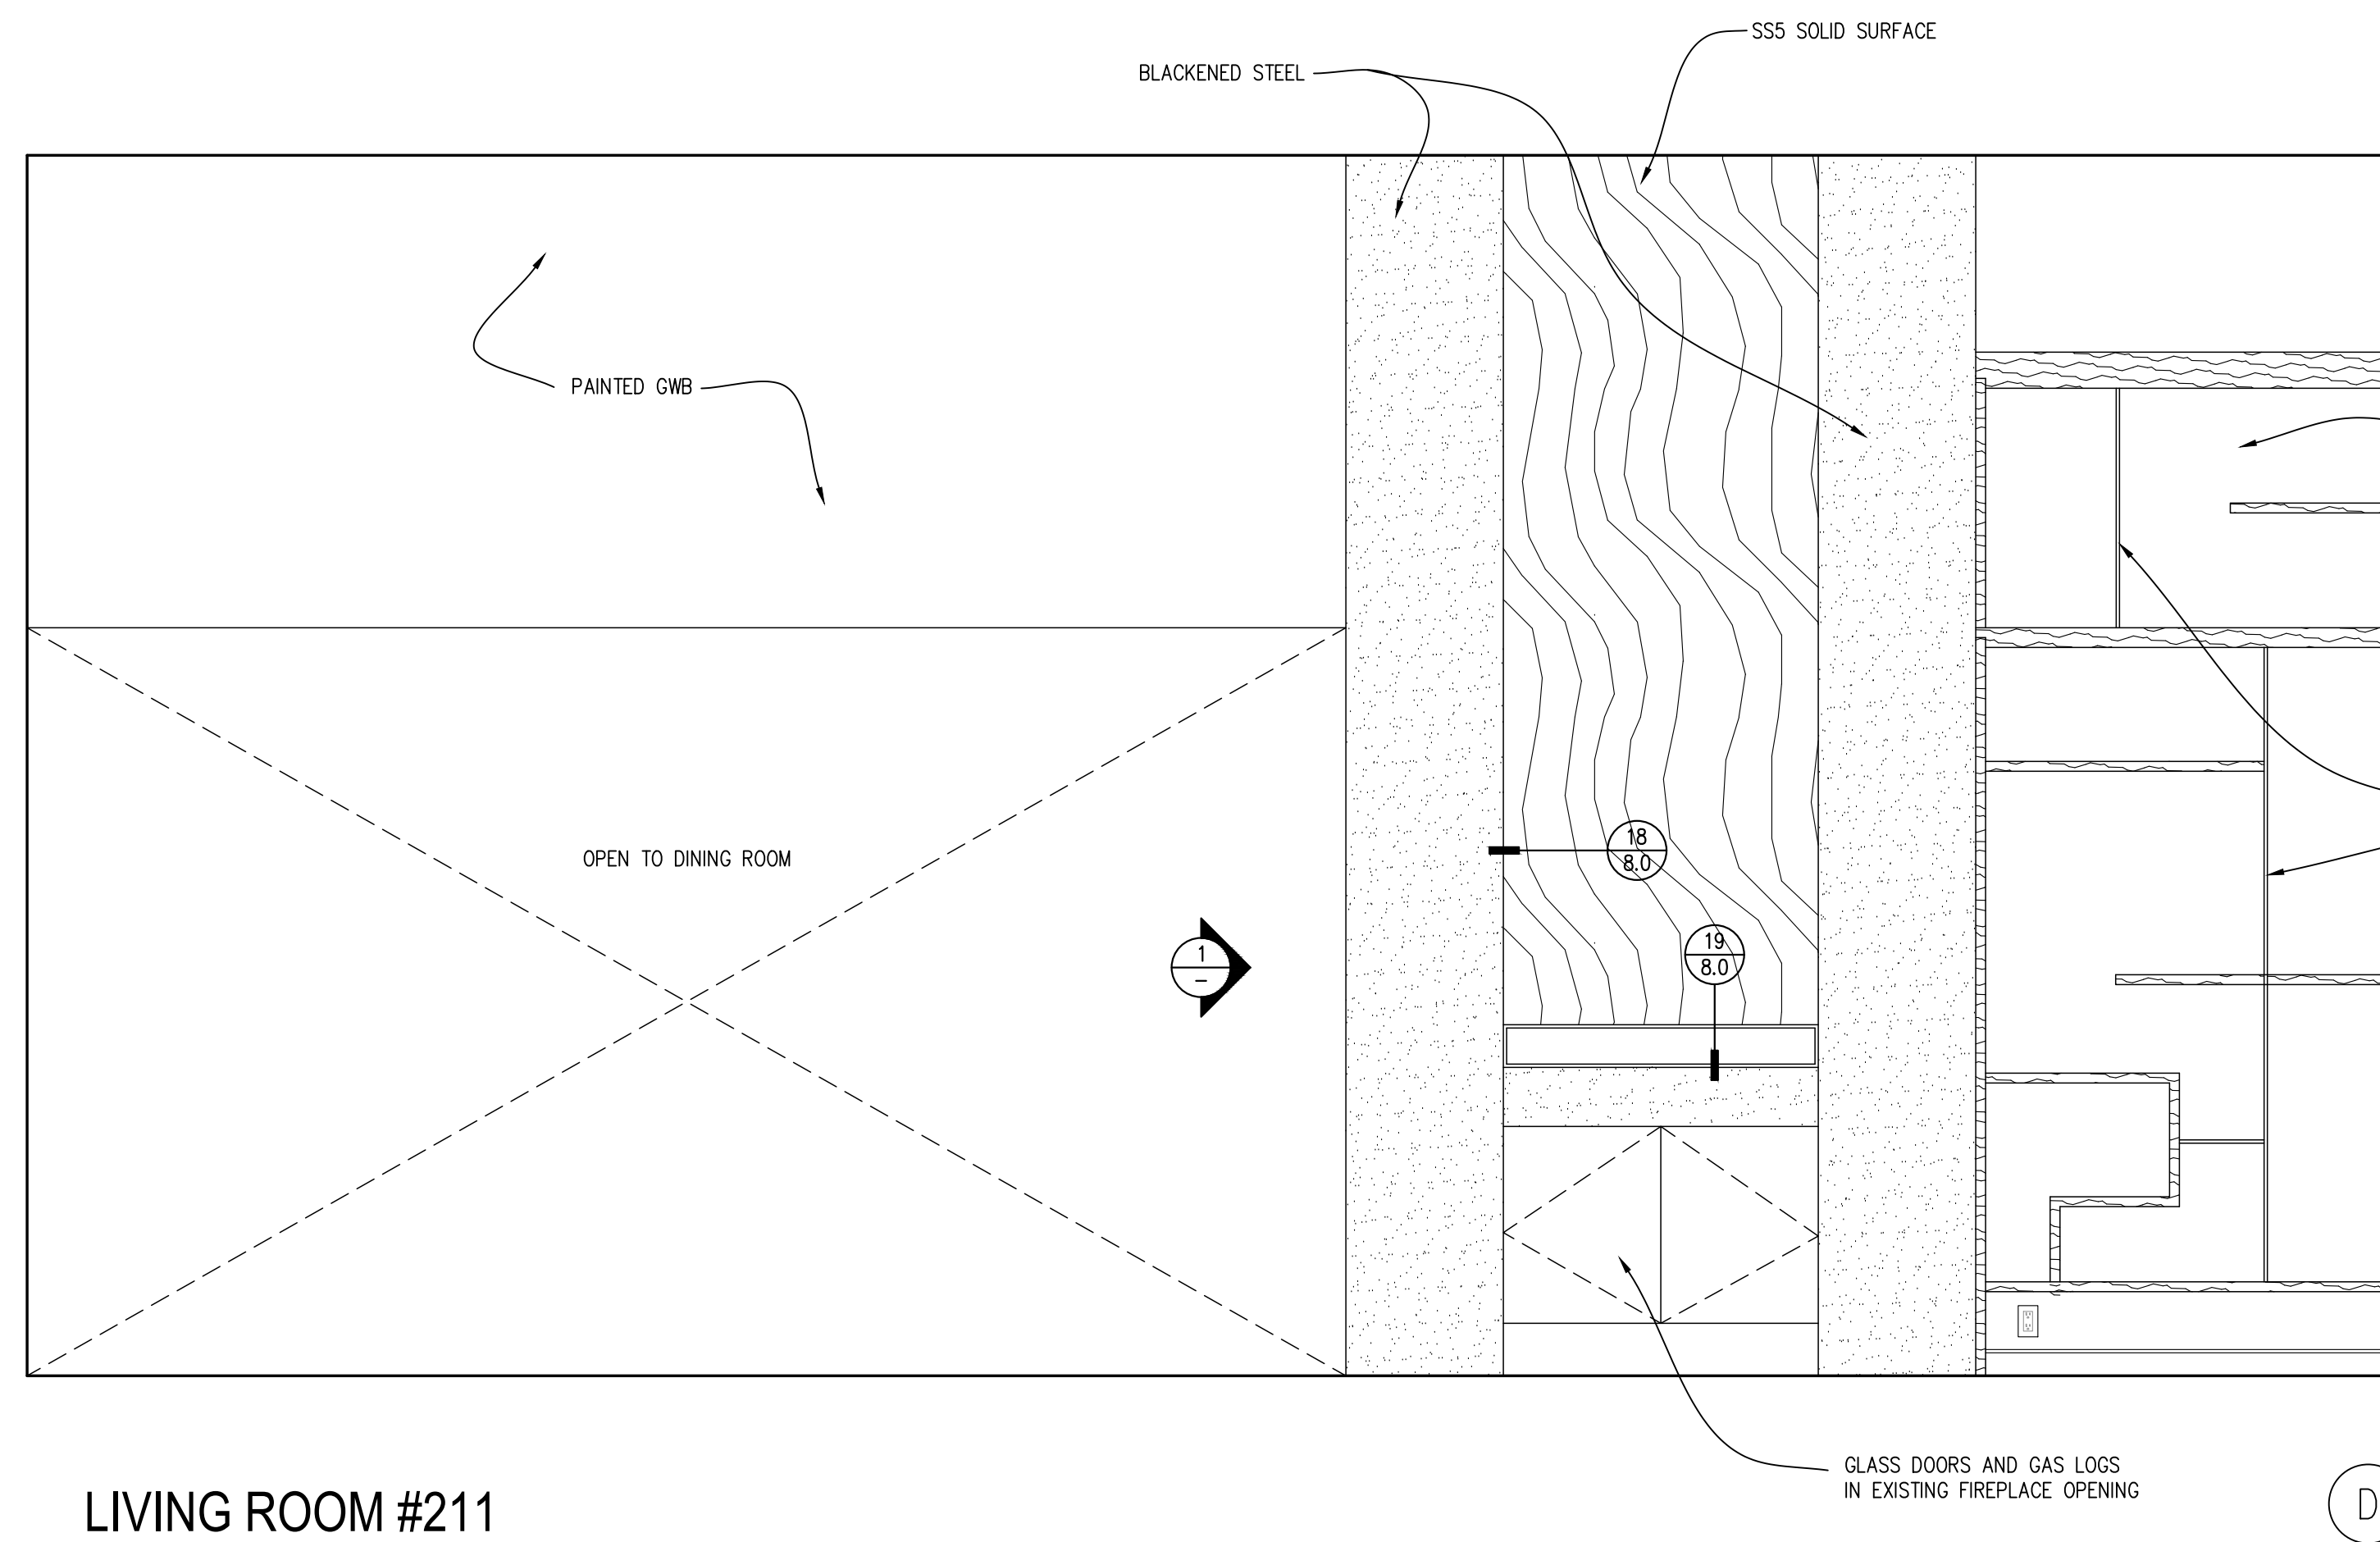 SS5 SOLID SURFACE
BLACKENED STEEL
PAINTED GWB
OPEN TO DINING ROOM
18
8.0
19
8.0
1
-
GLASS DOORS AND GAS LOGS
IN EXISTING FIREPLACE OPENING
LIVING ROOM #211
D